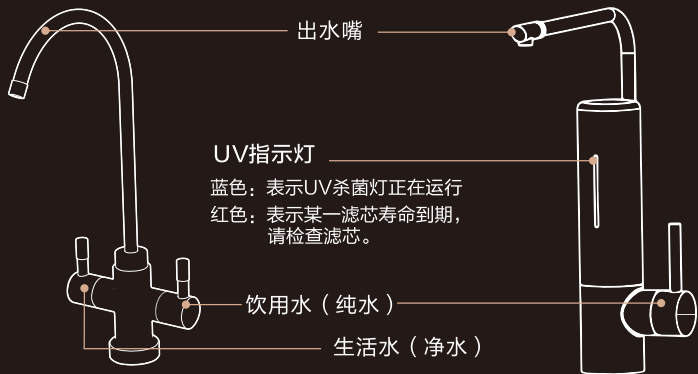 出水嘴
UV指示灯
蓝色：表示UV杀菌灯正在运行
红色：表示某一滤芯寿命到期，
请检查滤芯。
饮用水（纯水）
生活水（净水）